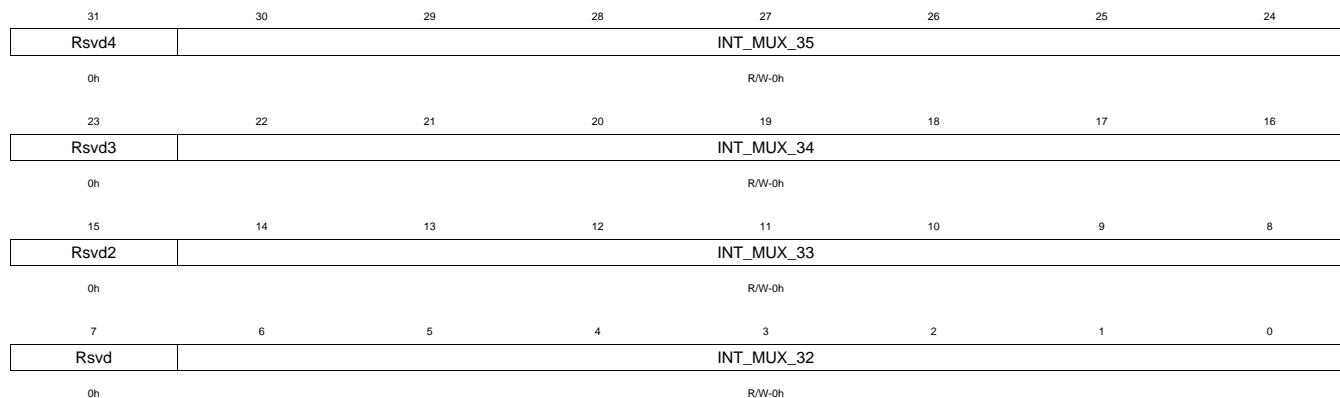 31 30 29 28 27 26 25 24
Rsvd4 INT_MUX_35
0h R/W-0h
23 22 21 20 19 18 17 16
Rsvd3 INT_MUX_34
0h R/W-0h
15 14 13 12 11 10 9 8
Rsvd2 INT_MUX_33
0h R/W-0h
7 6 5 4 3 2 1 0
Rsvd INT_MUX_32
0h R/W-0h